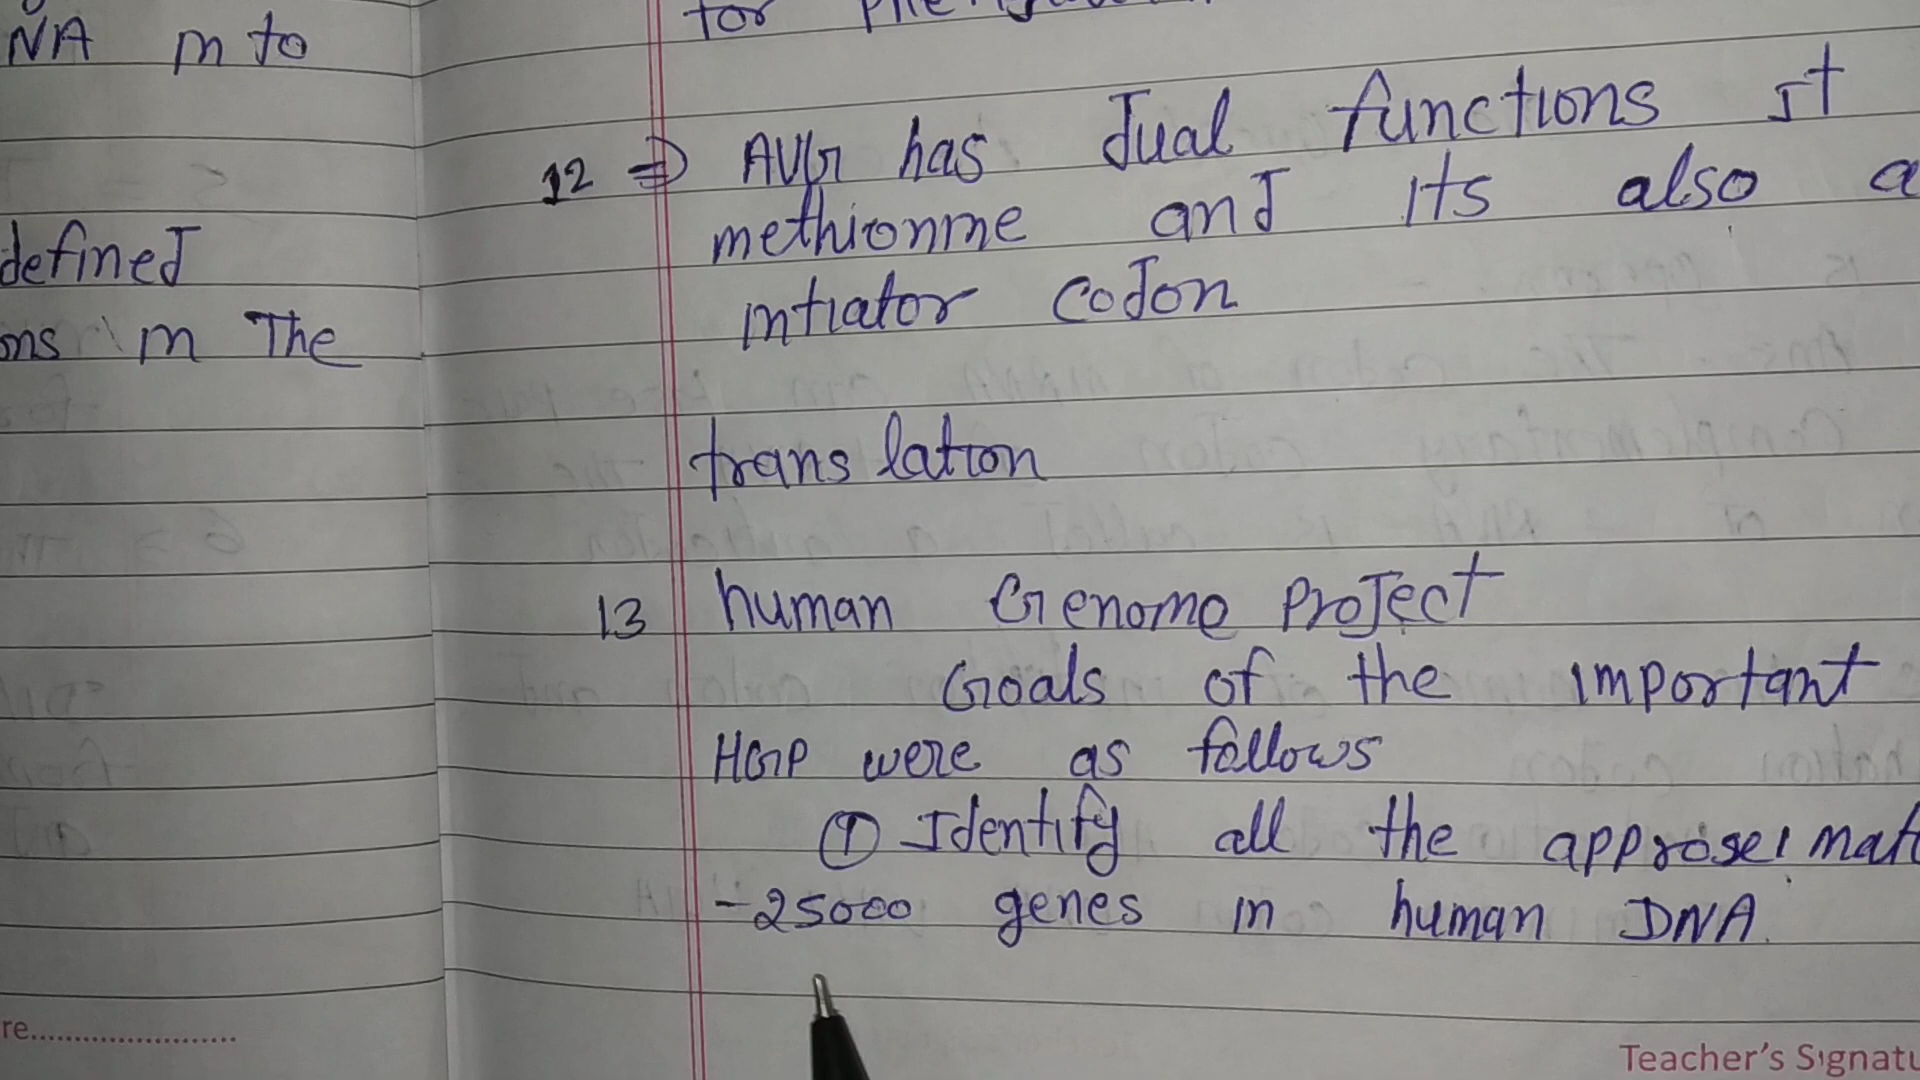 NA in to
defined
ons in The
for
12 ⇒ AUG has dual functions It
methionine and its also a
intiator codon
translation
13 human Genome Project
Goals of the important
HGP were as follows
① Identify all the approseimat
-25000 genes in human DNA.
re.......................
Teacher's Signatu